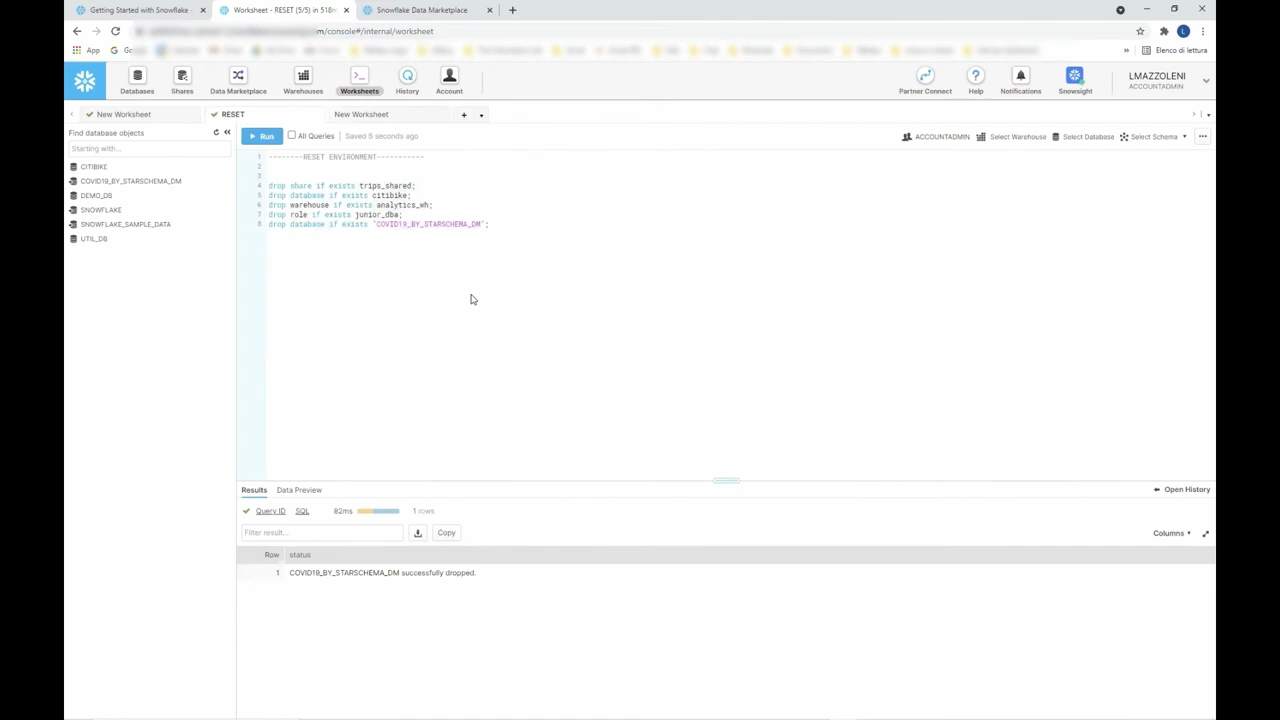 Getting Started with Snowflake -
Worksheet - RESET (5/5) in 518m
Snowflake Data Marketplace
m/console#/internal/worksheet
App
Elenco di lettura
Databases
Shares
Data Marketplace
Warehouses
Worksheets
History
Account
Partner Connect
Help
Notifications
Snowsight
LMAZZOLENI
ACCOUNTADMIN
New Worksheet
RESET
New Worksheet
Find database objects
Starting with...
CITIBIKE
COVID19_BY_STARSCHEMA_DM
DEMO_DB
SNOWFLAKE
SNOWFLAKE_SAMPLE_DATA
UTIL_DB
Run
All Queries
Saved 5 seconds ago
ACCOUNTADMIN
Select Warehouse
Select Database
Select Schema
1 --------RESET ENVIRONMENT-----------
2
3
4 drop share if exists trips_shared;
5 drop database if exists citibike;
6 drop warehouse if exists analytics_wh;
7 drop role if exists junior_dba;
8 drop database if exists "COVID19_BY_STARSCHEMA_DM";
Results
Data Preview
Open History
Query ID
SQL
82ms
1 rows
Filter result...
Copy
Columns
Row
status
1 COVID19_BY_STARSCHEMA_DM successfully dropped.